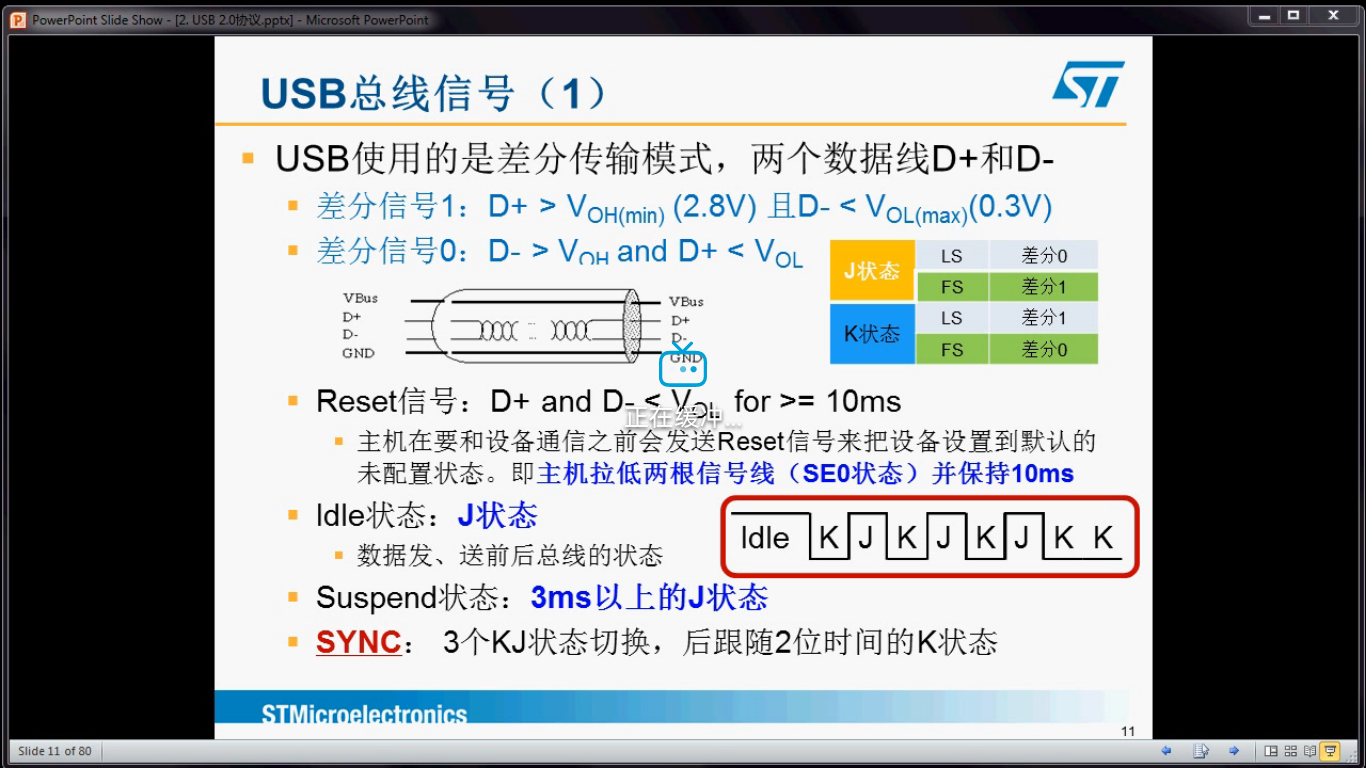 PowerPoint Slide Show - [2. USB 2.0协议.pptx] - Microsoft PowerPoint
USB总线信号（1）
ST
USB使用的是差分传输模式，两个数据线D+和D-
差分信号1：D+ > VOH(min) (2.8V) 且D- < VOL(max)(0.3V)
差分信号0：D- > VOH and D+ < VOL
J状态 LS 差分0
FS 差分1
K状态 LS 差分1
FS 差分0
VBus
D+
D-
GND
VBus
D+
D-
GND
Reset信号：D+ and D- < VOL for >= 10ms
正在缓冲...
主机在要和设备通信之前会发送Reset信号来把设备设置到默认的
未配置状态。即主机拉低两根信号线（SE0状态）并保持10ms
Idle状态：J状态
Idle K J K J K J K K
数据发、送前后总线的状态
Suspend状态：3ms以上的J状态
SYNC： 3个KJ状态切换，后跟随2位时间的K状态
STMicroelectronics
11
Slide 11 of 80